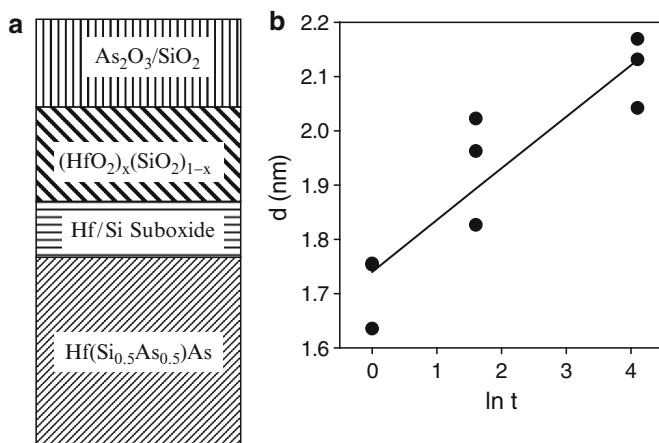 a
As₂O₃/SiO₂
(HfO₂)ₓ(SiO₂)₁₋ₓ
Hf/Si Suboxide
Hf(Si₀.₅As₀.₅)As
b
d (nm)
2.2
2.1
2.0
1.9
1.8
1.7
1.6
0 1 2 3 4
ln t